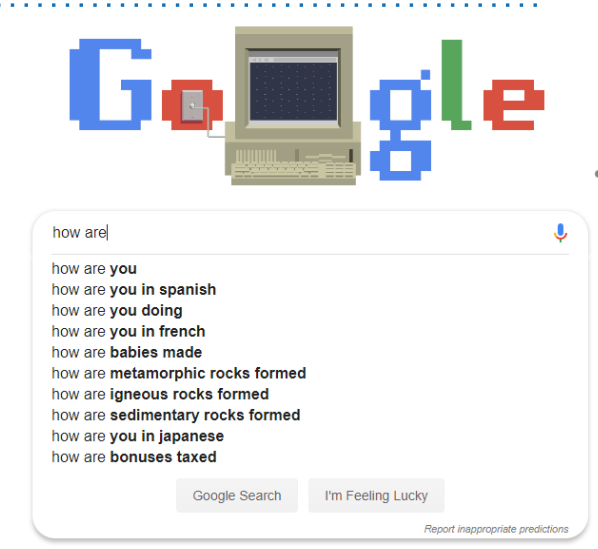 Google
how are
how are you
how are you in spanish
how are you doing
how are you in french
how are babies made
how are metamorphic rocks formed
how are igneous rocks formed
how are sedimentary rocks formed
how are you in japanese
how are bonuses taxed
Google Search I'm Feeling Lucky
Report inappropriate predictions